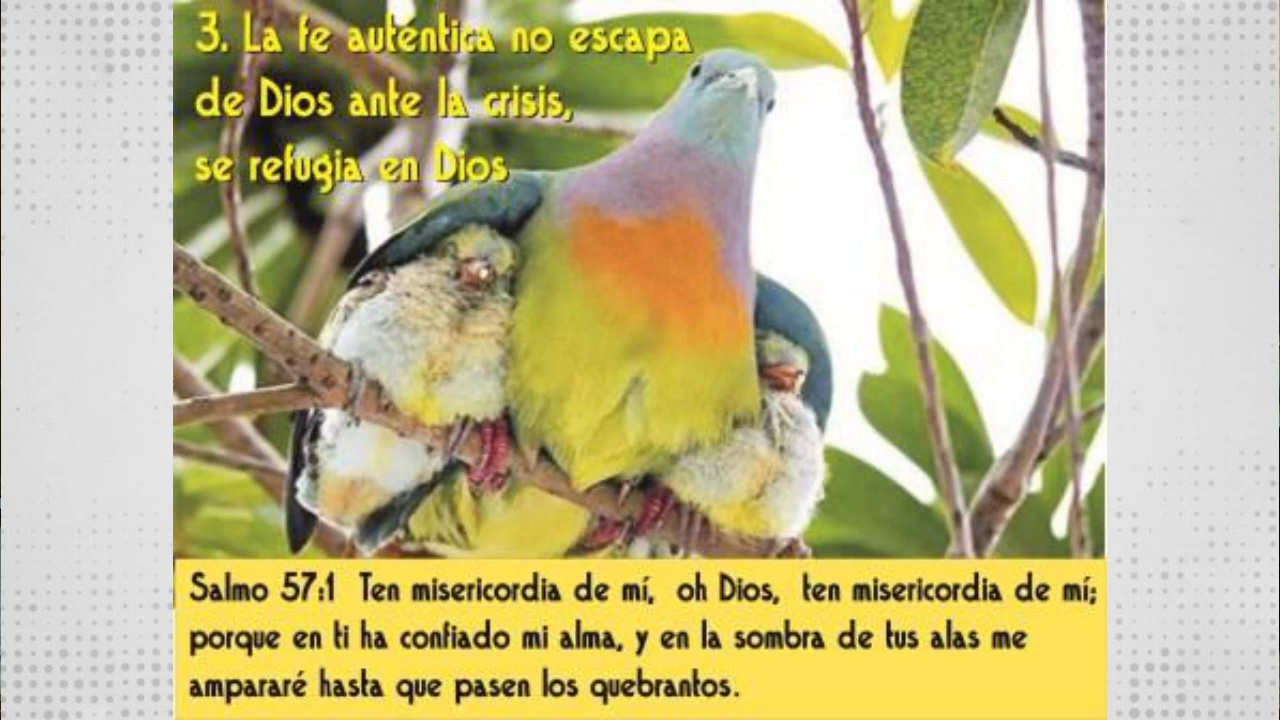 3. La fe auténtica no escapa
de Dios ante la crisis,
se refugia en Dios
Salmo 57:1 Ten misericordia de mí, oh Dios, ten misericordia de mí;
porque en ti ha confiado mi alma, y en la sombra de tus alas me
ampararé hasta que pasen los quebrantos.